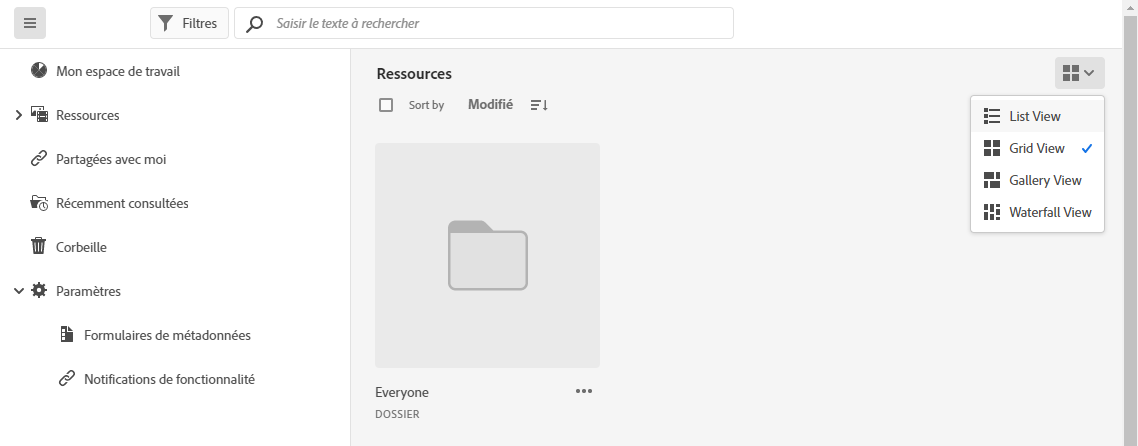 Filtres
Saisir le texte à rechercher
Mon espace de travail
Ressources
Partagées avec moi
Récemment consultées
Corbeille
Paramètres
Formulaires de métadonnées
Notifications de fonctionnalité
Ressources
Sort by Modifié
List View
Grid View
Gallery View
Waterfall View
Everyone
DOSSIER